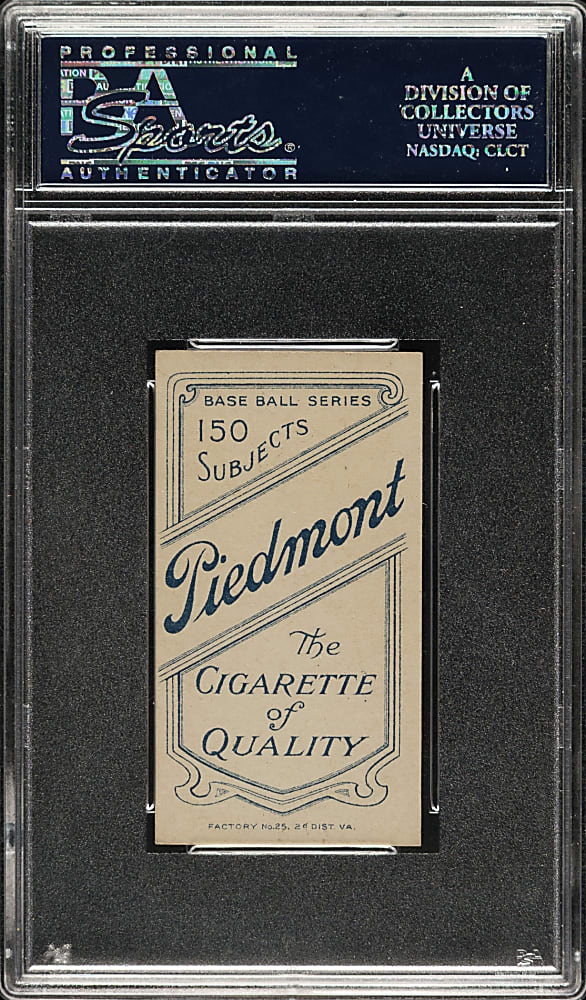 PROFESSIONAL
PSA
Sports®
AUTHENTICATOR
A
DIVISION OF
COLLECTORS
UNIVERSE
NASDAQ: CLCT
BASE BALL SERIES
150
SUBJECTS
Piedmont
The
CIGARETTE
of
QUALITY
FACTORY No. 25, 2d DIST. VA.